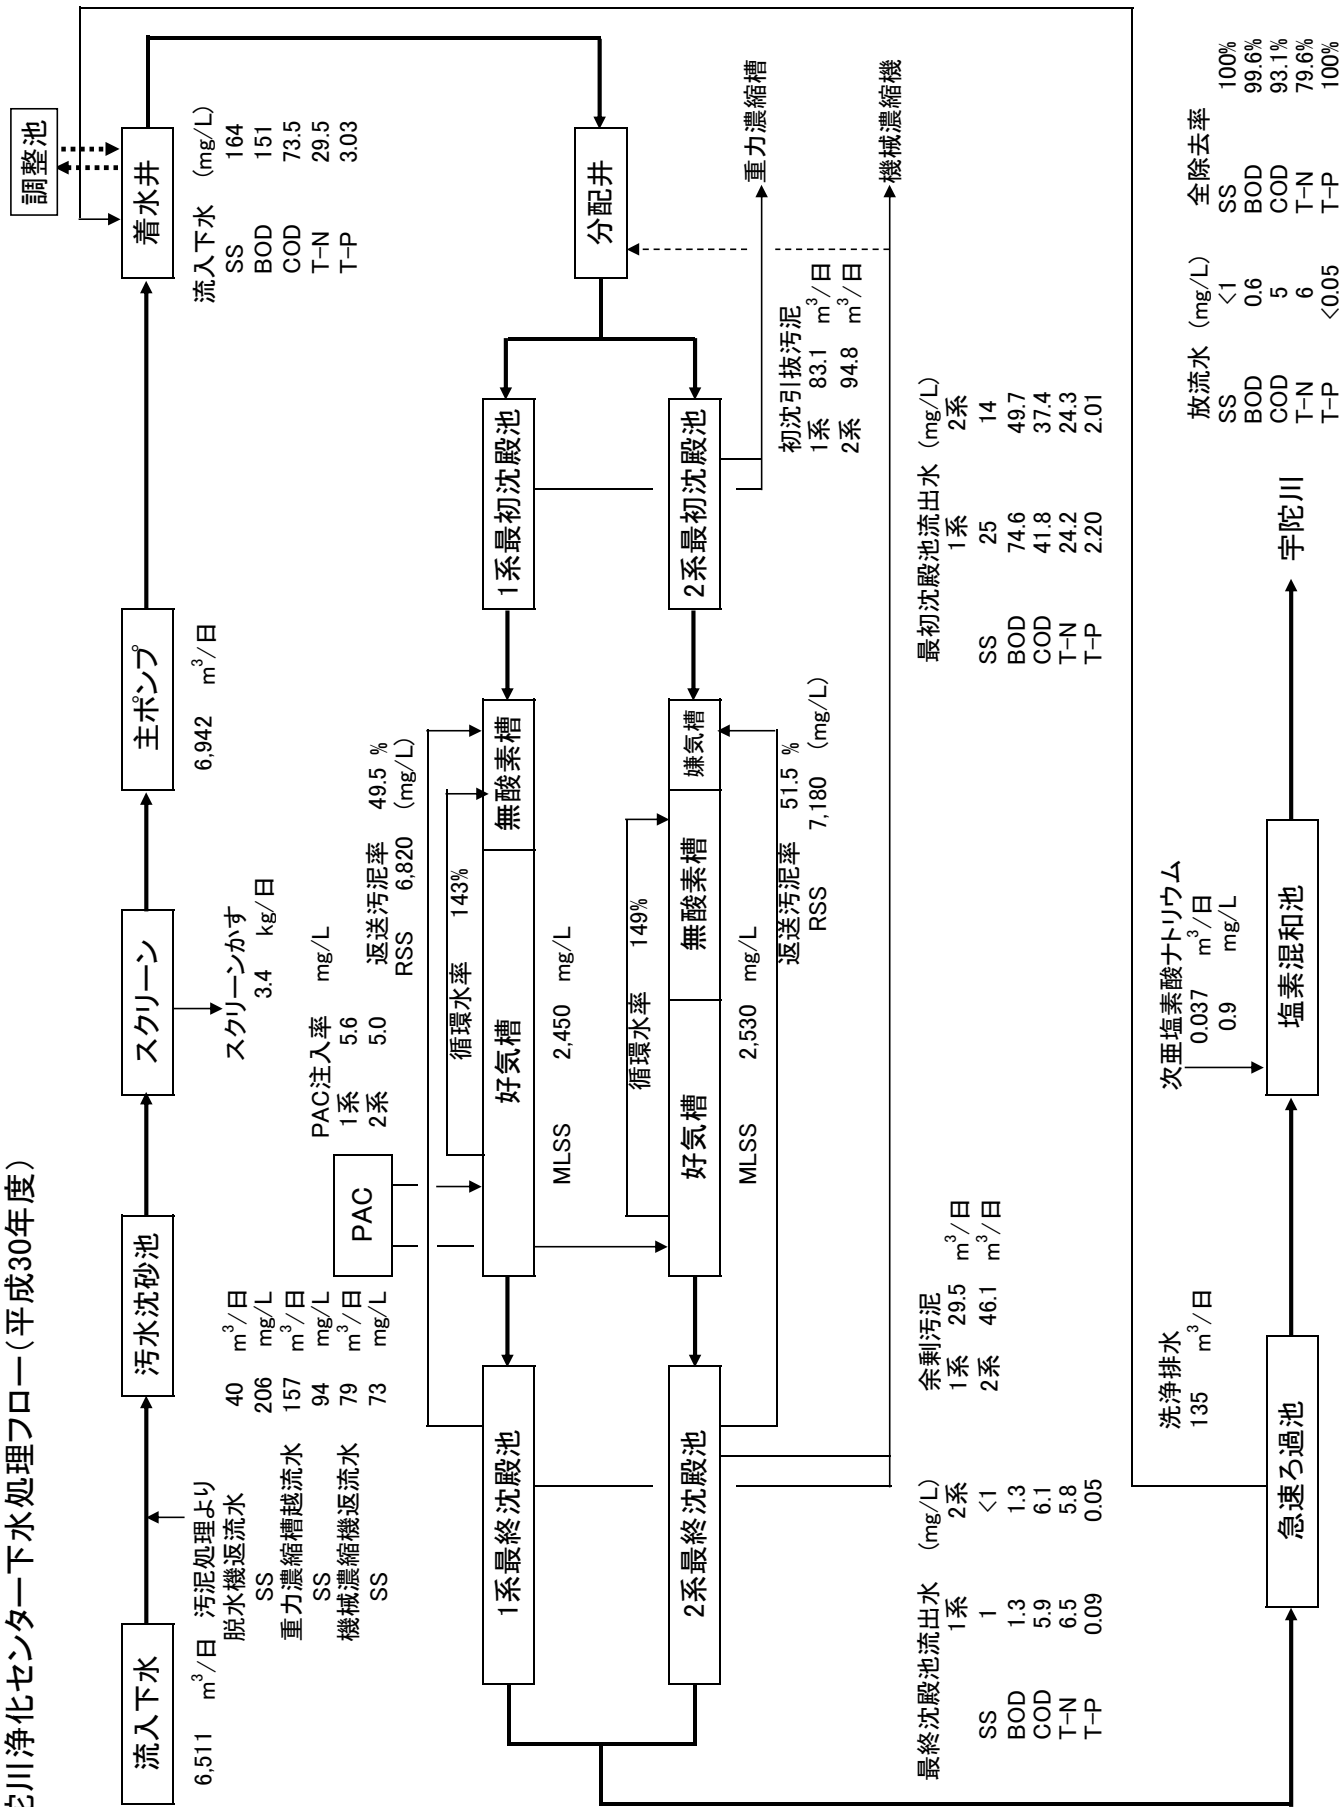 陀川浄化センター下水処理フロー(平成30年度)
流入下水
6,511 m³/日
汚泥処理より
脱水機返流水 40 m³/日
SS 206 mg/L
重力濃縮槽越流水 157 m³/日
SS 94 mg/L
機械濃縮機返流水 79 m³/日
SS 73 mg/L
汚水沈砂池
スクリーン
スクリーンかす
3.4 kg/日
主ポンプ
6,942 m³/日
調整池
着水井
流入下水 (mg/L)
SS 164
BOD 151
COD 73.5
T-N 29.5
T-P 3.03
PAC
PAC注入率
1系 5.6 mg/L
2系 5.0
返送汚泥率 49.5 %
RSS 6,820 (mg/L)
循環水率 143%
1系最終沈殿池
好気槽
無酸素槽
1系最初沈殿池
MLSS 2,450 mg/L
分配井
循環水率 149%
2系最終沈殿池
好気槽
無酸素槽
嫌気槽
2系最初沈殿池
MLSS 2,530 mg/L
返送汚泥率 51.5 %
RSS 7,180 (mg/L)
重力濃縮槽
初沈引抜汚泥
1系 83.1 m³/日
2系 94.8 m³/日
機械濃縮機
最終沈殿池流出水 (mg/L)
1系 2系
SS 1 <1
BOD 1.3 1.3
COD 5.9 6.1
T-N 6.5 5.8
T-P 0.09 0.05
余剰汚泥
1系 29.5 m³/日
2系 46.1 m³/日
最初沈殿池流出水 (mg/L)
1系 2系
SS 25 14
BOD 74.6 49.7
COD 41.8 37.4
T-N 24.2 24.3
T-P 2.20 2.01
洗浄排水
135 m³/日
急速ろ過池
次亜塩素酸ナトリウム
0.037 m³/日
0.9 mg/L
塩素混和池
宇陀川
放流水 (mg/L)
SS <1
BOD 0.6
COD 5
T-N 6
T-P <0.05
全除去率
SS 100%
BOD 99.6%
COD 93.1%
T-N 79.6%
T-P 100%